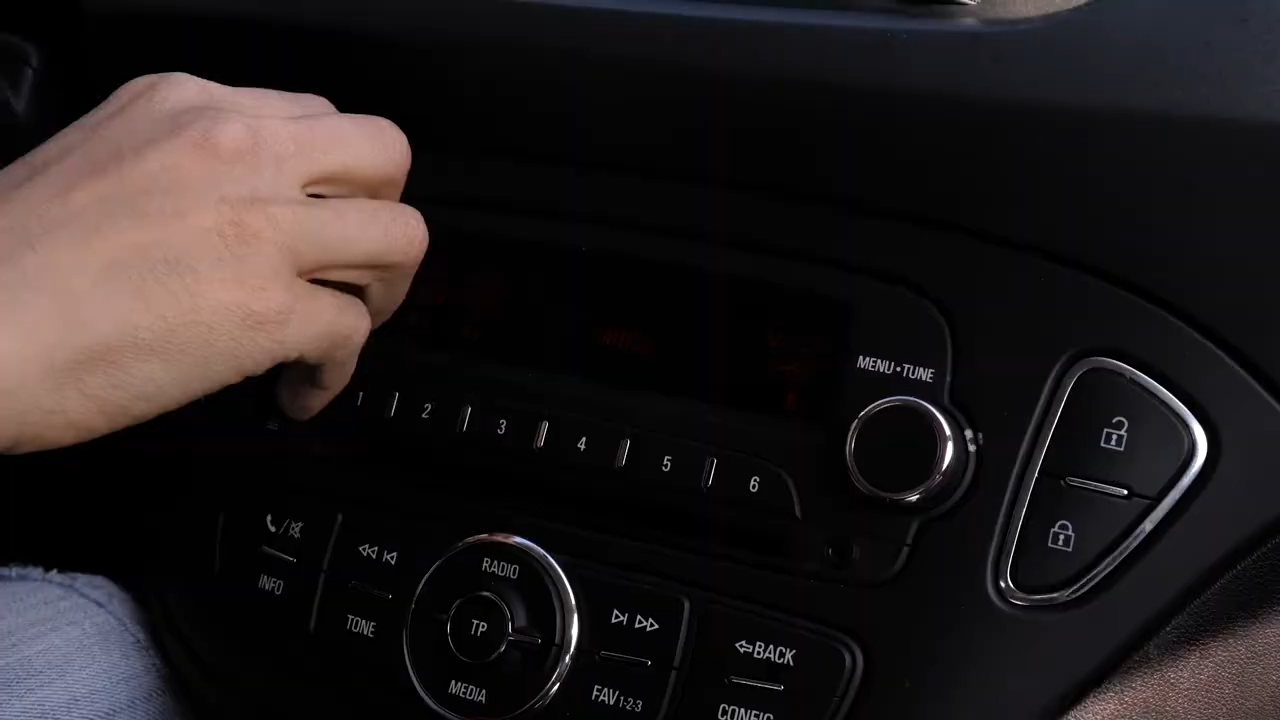 MENU•TUNE
1 2 3 4 5 6
INFO
TONE
RADIO
TP
MEDIA
FAV 1-2-3
BACK
CONFIG